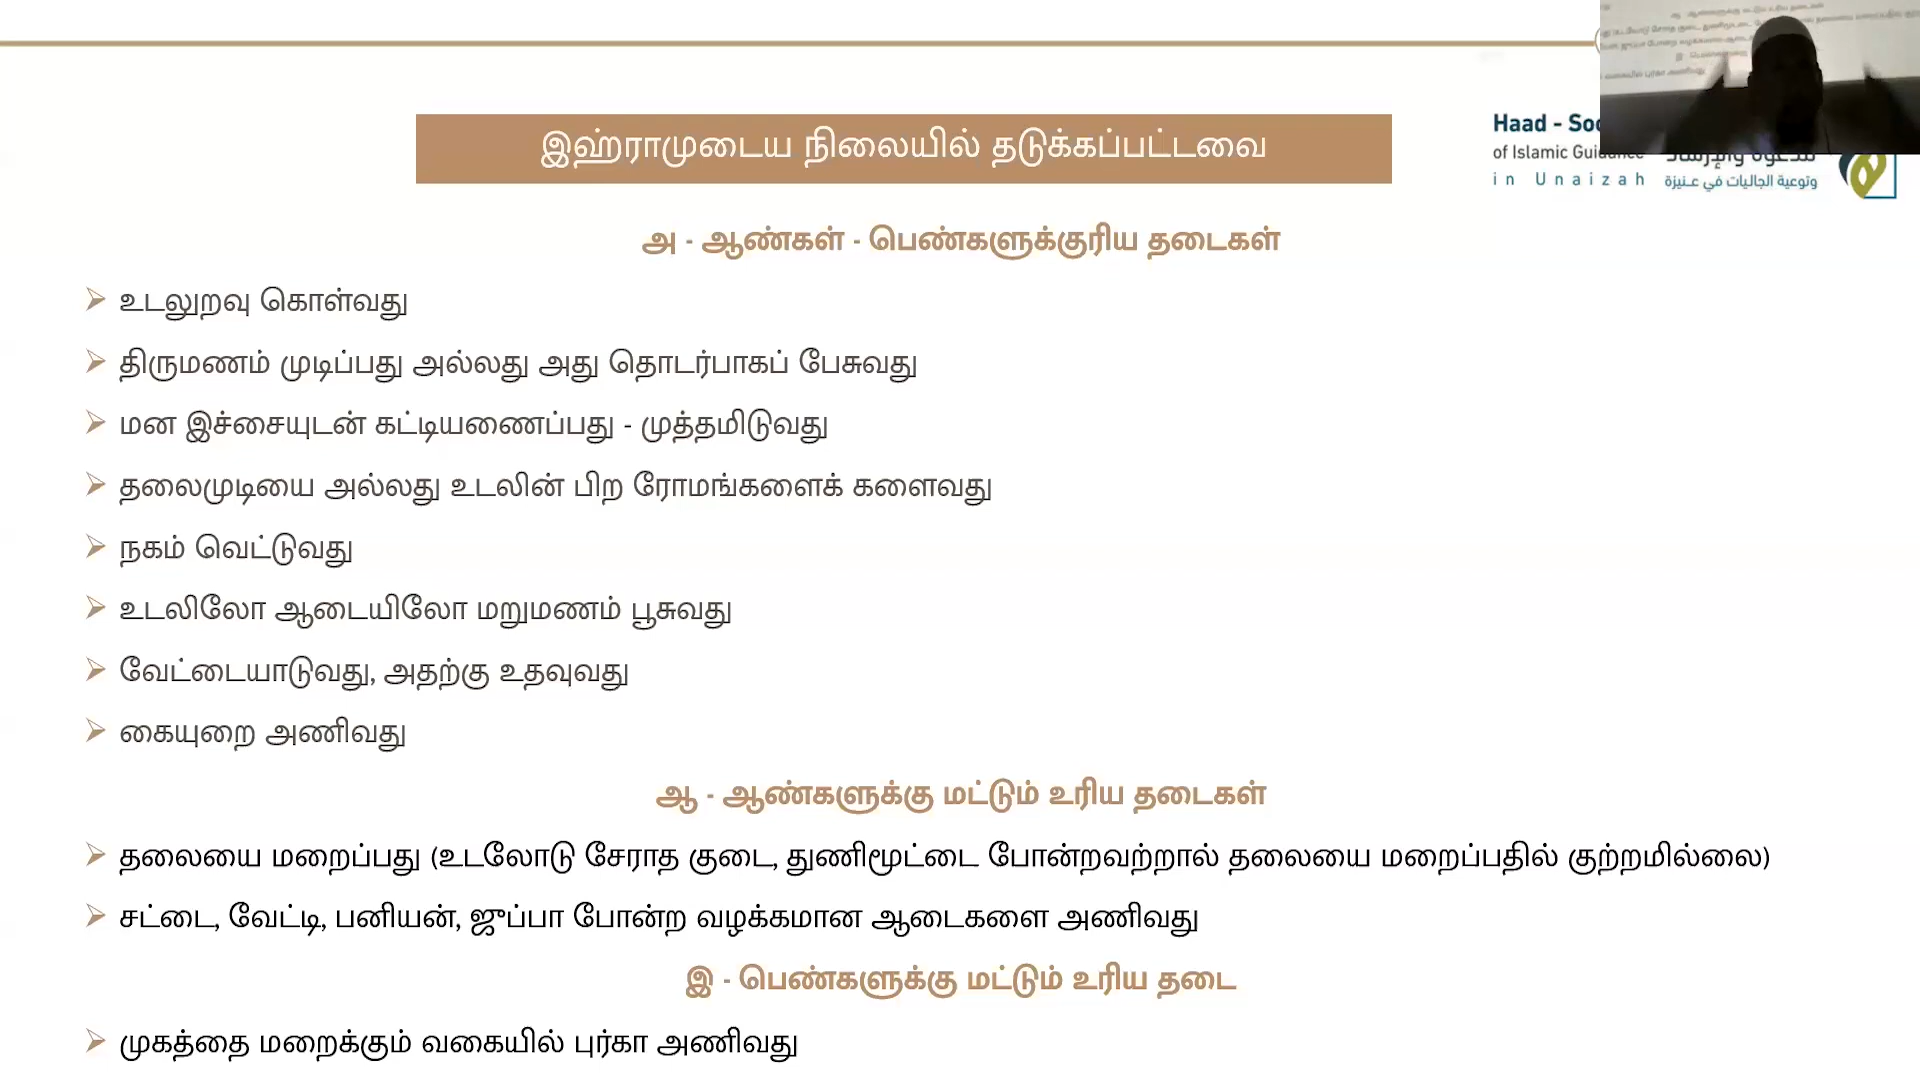 Haad - Soc
of Islamic Guidance
in Unaizah
للدعوة والإرشاد
وتوعية الجاليات في عـنيزة
இஹ்ராமுடைய நிலையில் தடுக்கப்பட்டவை
அ - ஆண்கள் - பெண்களுக்குரிய தடைகள்
உடலுறவு கொள்வது
திருமணம் முடிப்பது அல்லது அது தொடர்பாகப் பேசுவது
மன இச்சையுடன் கட்டியணைப்பது - முத்தமிடுவது
தலைமுடியை அல்லது உடலின் பிற ரோமங்களைக் களைவது
நகம் வெட்டுவது
உடலிலோ ஆடையிலோ மறுமணம் பூசுவது
வேட்டையாடுவது, அதற்கு உதவுவது
கையுறை அணிவது
ஆ - ஆண்களுக்கு மட்டும் உரிய தடைகள்
தலையை மறைப்பது (உடலோடு சேராத குடை, துணிமூட்டை போன்றவற்றால் தலையை மறைப்பதில் குற்றமில்லை)
சட்டை, வேட்டி, பனியன், ஜுப்பா போன்ற வழக்கமான ஆடைகளை அணிவது
இ - பெண்களுக்கு மட்டும் உரிய தடை
முகத்தை மறைக்கும் வகையில் புர்கா அணிவது